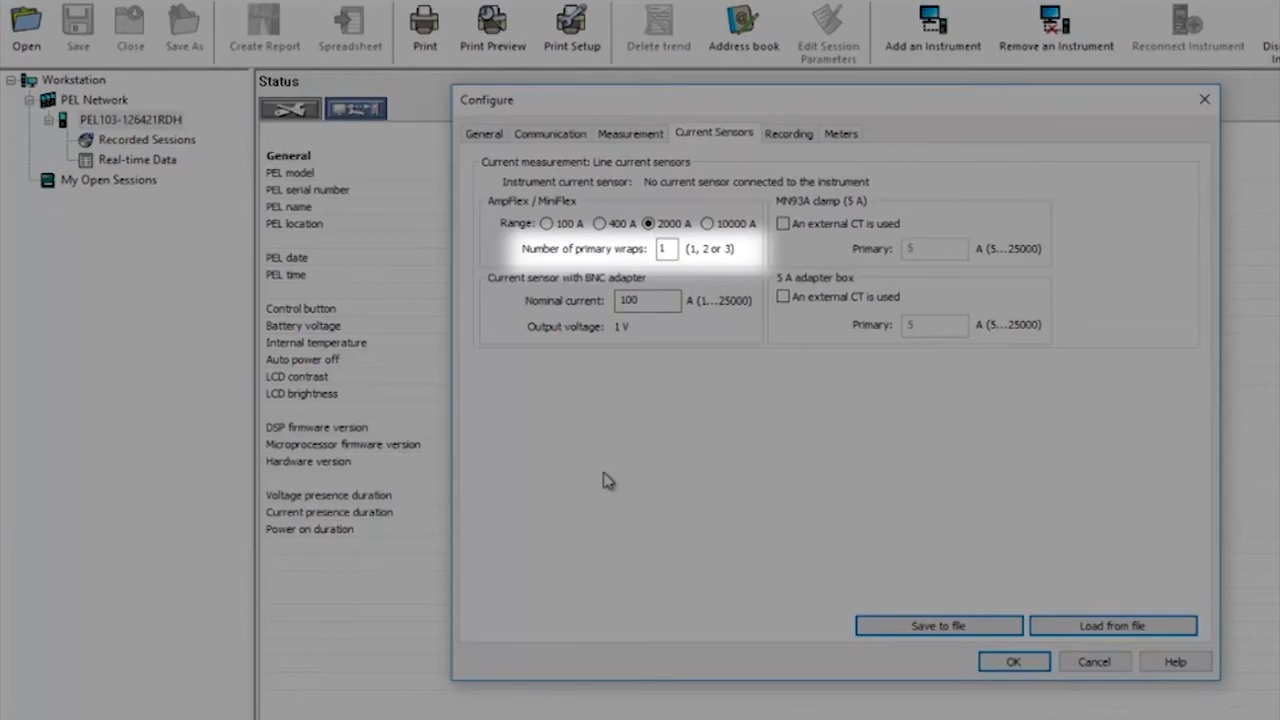 Open Save Close Save As Create Report Spreadsheet Print Print Preview Print Setup Delete trend Address book Edit Session Parameters Add an Instrument Remove an Instrument Reconnect Instrument
Workstation
PEL Network
PEL103-126421RDH
Recorded Sessions
Real-time Data
My Open Sessions
Status
General
PEL model
PEL serial number
PEL name
PEL location
PEL date
PEL time
Control button
Battery voltage
Internal temperature
Auto power off
LCD contrast
LCD brightness
DSP firmware version
Microprocessor firmware version
Hardware version
Voltage presence duration
Current presence duration
Power on duration
Configure
General Communication Measurement Current Sensors Recording Meters
Current measurement: Line current sensors
Instrument current sensor: No current sensor connected to the instrument
AmpFlex / MiniFlex
Range: 100 A 400 A 2000 A 10000 A
Number of primary wraps: 1 (1, 2 or 3)
MN93A clamp (5 A)
An external CT is used
Primary: 5 A (5...25000)
Current sensor with BNC adapter
Nominal current: 100 A (1...25000)
Output voltage: 1 V
5 A adapter box
An external CT is used
Primary: 5 A (5...25000)
Save to file Load from file
OK Cancel Help